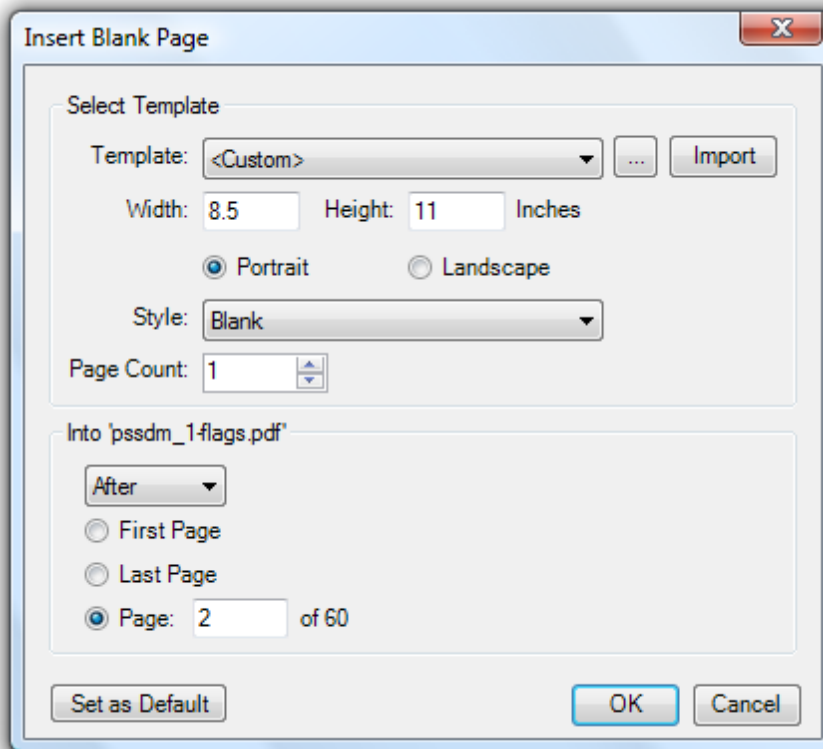 Insert Blank Page
Select Template
Template: <Custom> ... Import
Width: 8.5 Height: 11 Inches
Portrait Landscape
Style: Blank
Page Count: 1
Into 'pssdm_1-flags.pdf'
After
First Page
Last Page
Page: 2 of 60
Set as Default OK Cancel